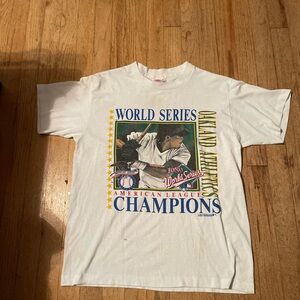 WORLD SERIES
OAKLAND ATHLETICS
World Series
AMERICAN LEAGUE
CHAMPIONS